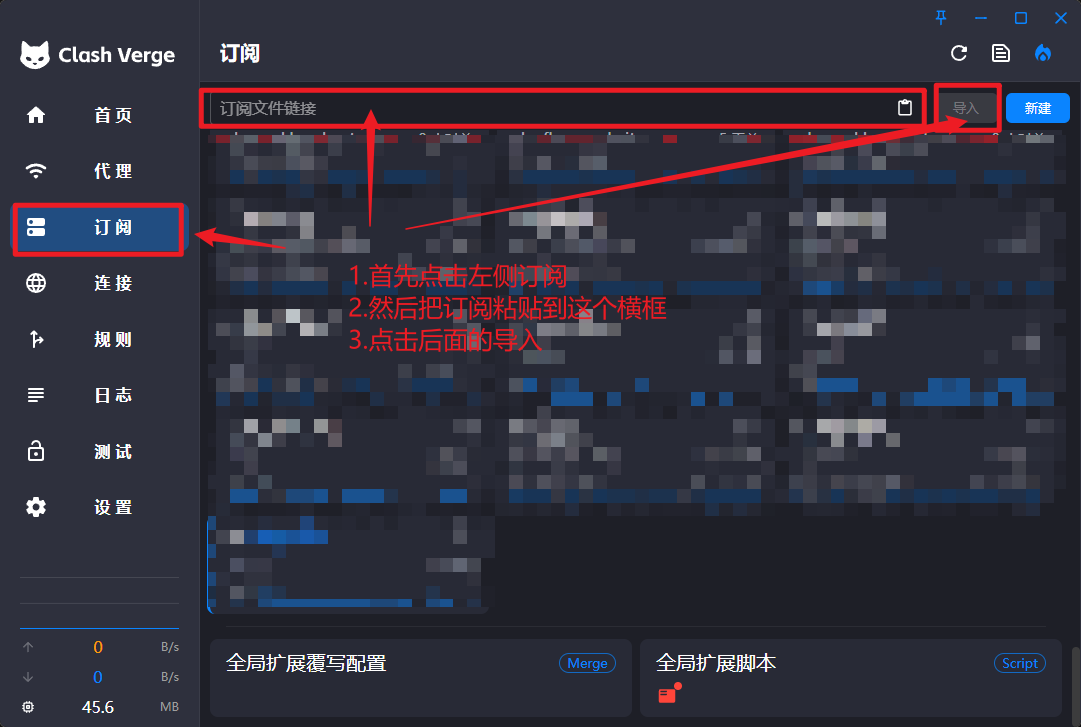 Clash Verge
订阅
首页
代理
订阅
连接
规则
日志
测试
设置
订阅文件链接
导入
新建
1.首先点击左侧订阅
2.然后把订阅粘贴到这个横框
3.点击后面的导入
全局扩展覆写配置
Merge
全局扩展脚本
Script
0 B/s
0 B/s
45.6 MB